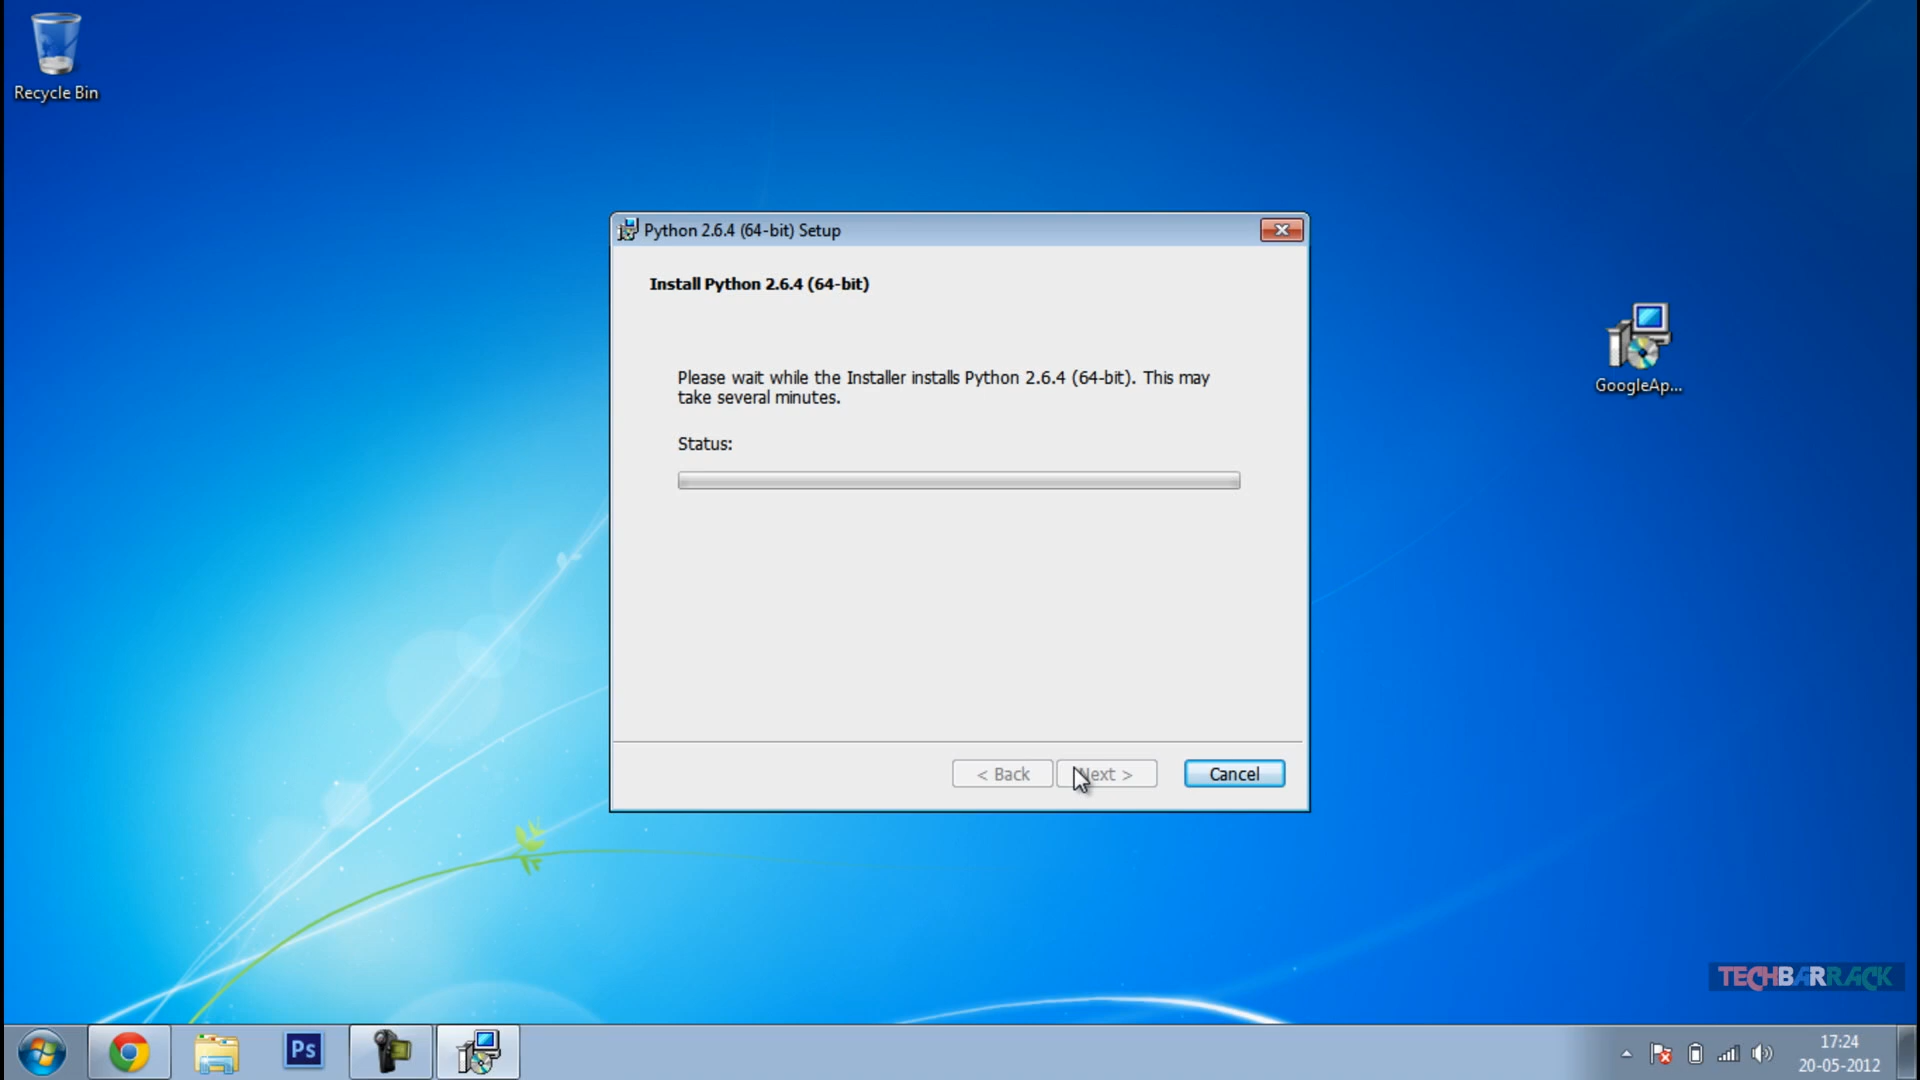 Recycle Bin
Python 2.6.4 (64-bit) Setup
Install Python 2.6.4 (64-bit)
Please wait while the Installer installs Python 2.6.4 (64-bit). This may
take several minutes.
Status:
GoogleAp...
< Back
Next >
Cancel
TECHBARRACK
Ps
17:24
20-05-2012